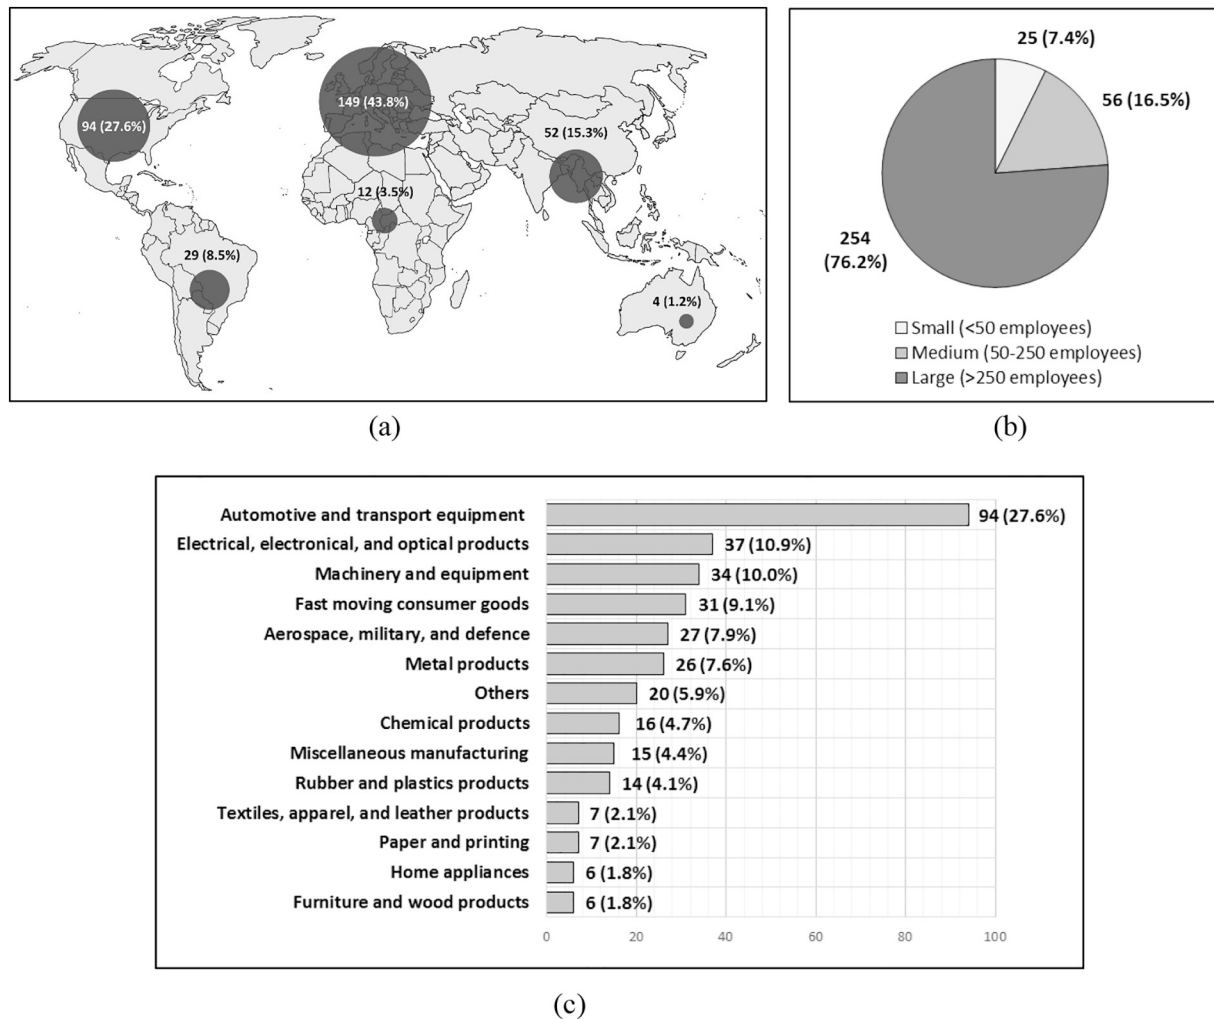 94 (27.6%)
149 (43.8%)
52 (15.3%)
12 (3.5%)
29 (8.5%)
4 (1.2%)
(a)
25 (7.4%)
56 (16.5%)
254
(76.2%)
Small (<50 employees)
Medium (50-250 employees)
Large (>250 employees)
(b)
Automotive and transport equipment 94 (27.6%)
Electrical, electronical, and optical products 37 (10.9%)
Machinery and equipment 34 (10.0%)
Fast moving consumer goods 31 (9.1%)
Aerospace, military, and defence 27 (7.9%)
Metal products 26 (7.6%)
Others 20 (5.9%)
Chemical products 16 (4.7%)
Miscellaneous manufacturing 15 (4.4%)
Rubber and plastics products 14 (4.1%)
Textiles, apparel, and leather products 7 (2.1%)
Paper and printing 7 (2.1%)
Home appliances 6 (1.8%)
Furniture and wood products 6 (1.8%)
0 20 40 60 80 100
(c)